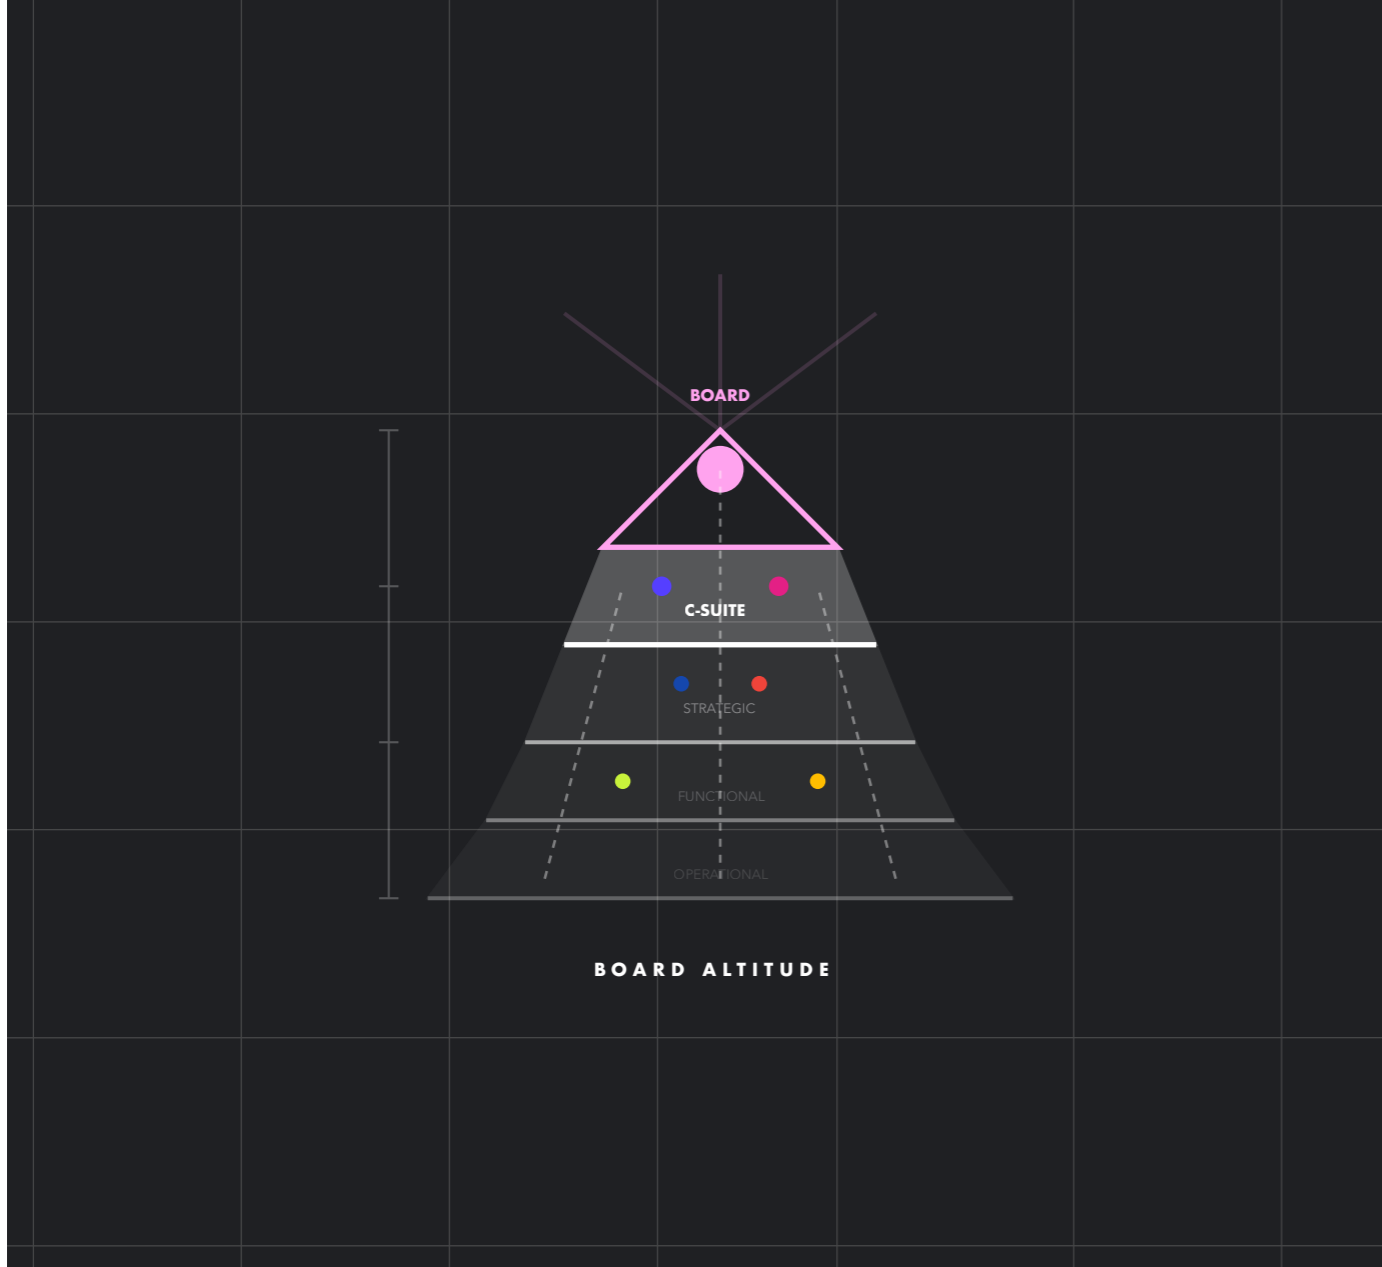 BOARD
C-SUITE
STRATEGIC
FUNCTIONAL
OPERATIONAL
BOARD ALTITUDE